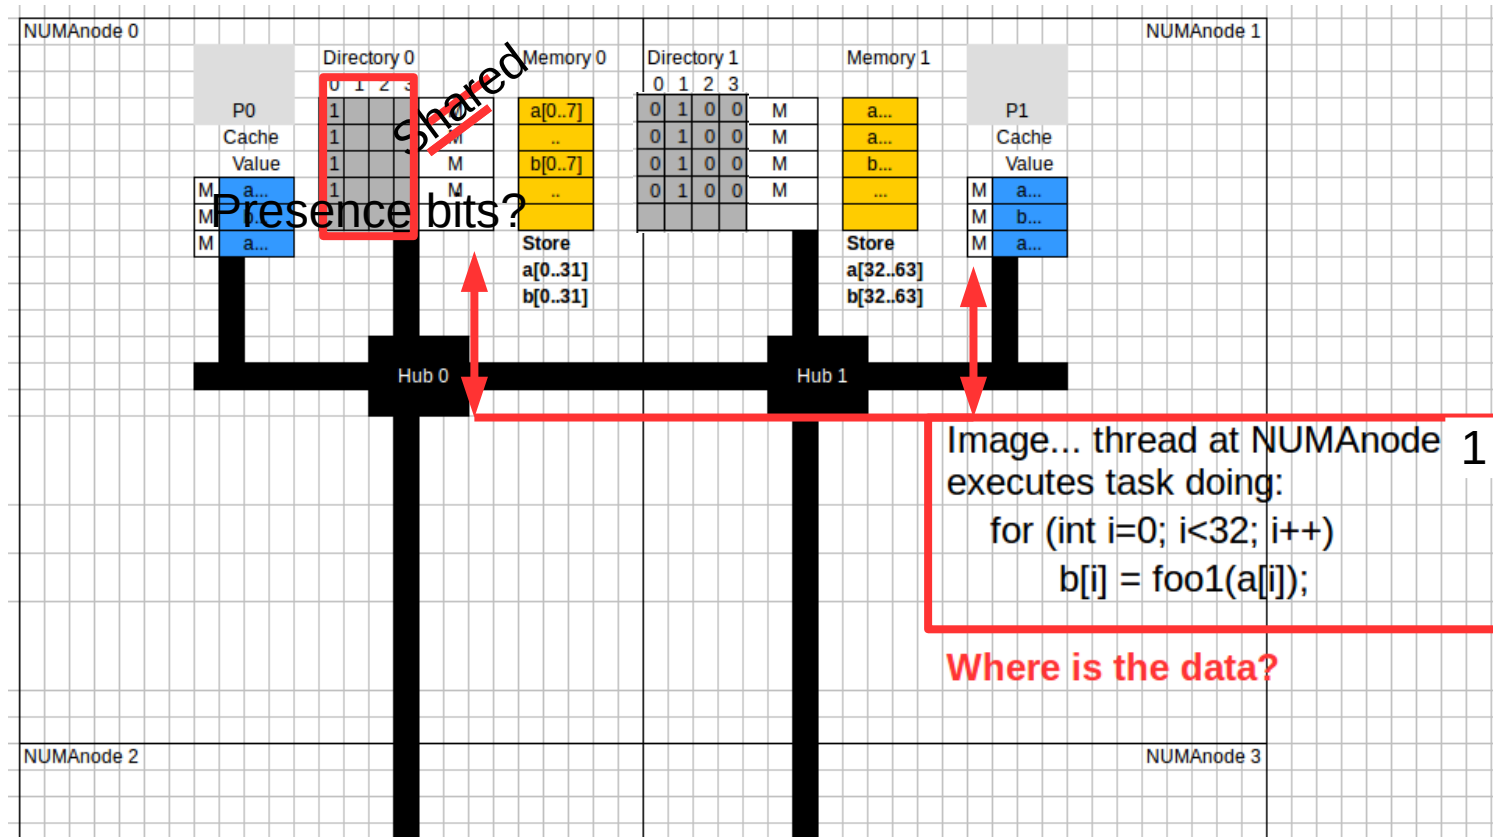 NUMAnode 0
NUMAnode 1
Directory 0
Memory 0
Directory 1
Memory 1
0 1 2 3
0 1 2 3
Shared
P0
1
M
a[0..7]
0 1 0 0
M
a...
P1
Cache
1
M
..
0 1 0 0
M
a...
Cache
Value
1
M
b[0..7]
0 1 0 0
M
b...
Value
M
a...
1
M
..
0 1 0 0
M
...
M
a...
Presence bits?
M
b...
M
b...
M
a...
Store
Store
M
a...
a[0..31]
a[32..63]
b[0..31]
b[32..63]
Hub 0
Hub 1
Image... thread at NUMAnode 1
executes task doing:
for (int i=0; i<32; i++)
b[i] = foo1(a[i]);
Where is the data?
NUMAnode 2
NUMAnode 3